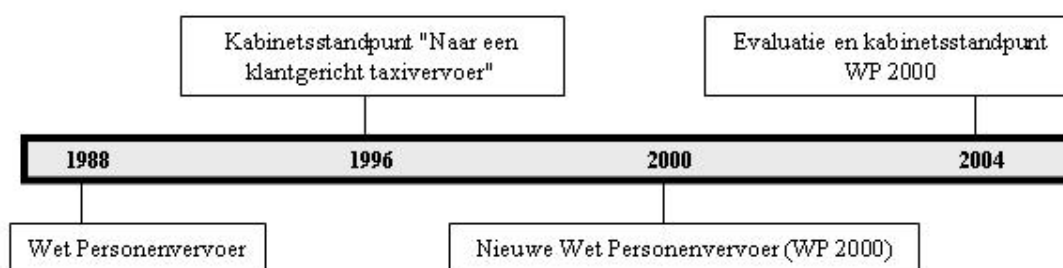 Kabinetsstandpunt "Naar een
klantgericht taxivervoer"
Evaluatie en kabinetsstandpunt
WP 2000
1988 1996 2000 2004
Wet Personenvervoer
Nieuwe Wet Personenvervoer (WP 2000)